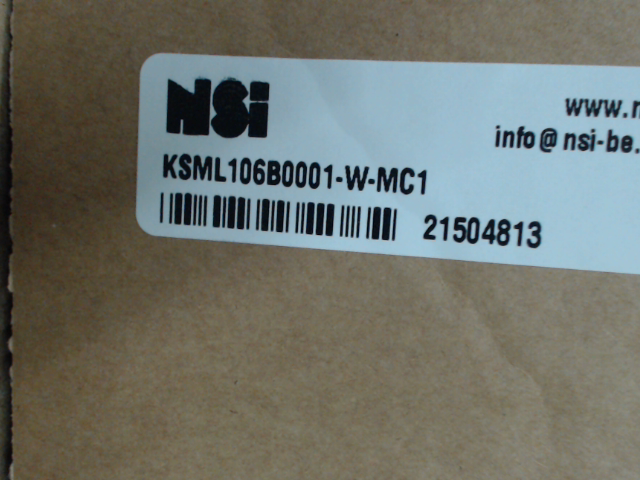 NSi
www.n
info@nsi-be.
KSML106B0001-W-MC1
21504813